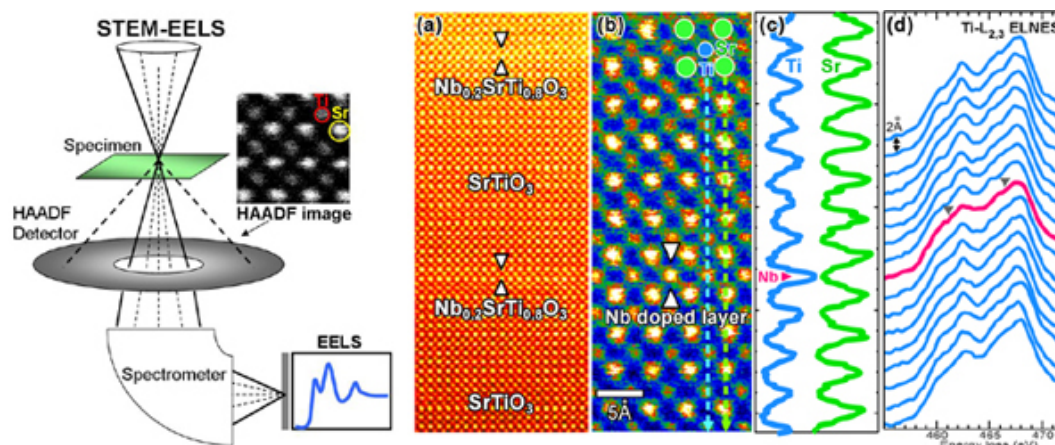 STEM-EELS
Specimen
Ti
Sr
HAADF image
HAADF
Detector
Spectrometer
EELS
(a)
Nb0.2SrTi0.8O3
SrTiO3
Nb0.2SrTi0.8O3
SrTiO3
(b)
Sr
Ti
Nb doped layer
5Å
(c)
Ti
Sr
Nb
(d)
Ti-L2,3 ELNES
2Å
460
465
470